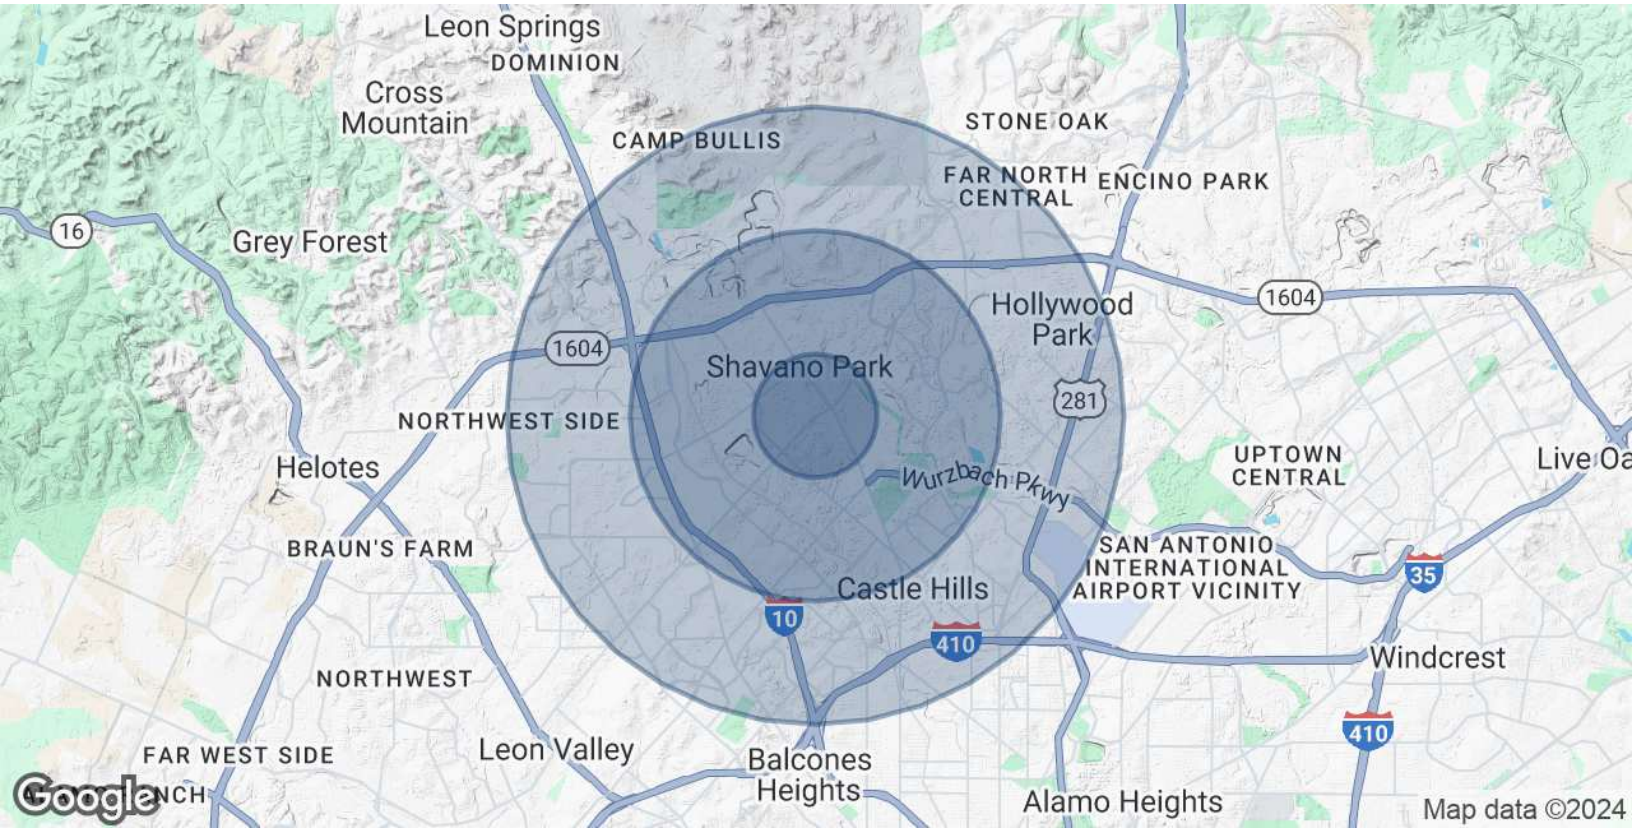 Leon Springs
DOMINION
Cross
Mountain
CAMP BULLIS
STONE OAK
FAR NORTH
CENTRAL
ENCINO PARK
16
Grey Forest
1604
Hollywood
Park
1604
Shavano Park
281
NORTHWEST SIDE
Helotes
Wurzbach Pkwy
UPTOWN
CENTRAL
Live Oa
BRAUN'S FARM
SAN ANTONIO
INTERNATIONAL
AIRPORT VICINITY
35
Castle Hills
10
410
Windcrest
NORTHWEST
410
FAR WEST SIDE
Leon Valley
Balcones
Heights
Google
Alamo Heights
Map data ©2024